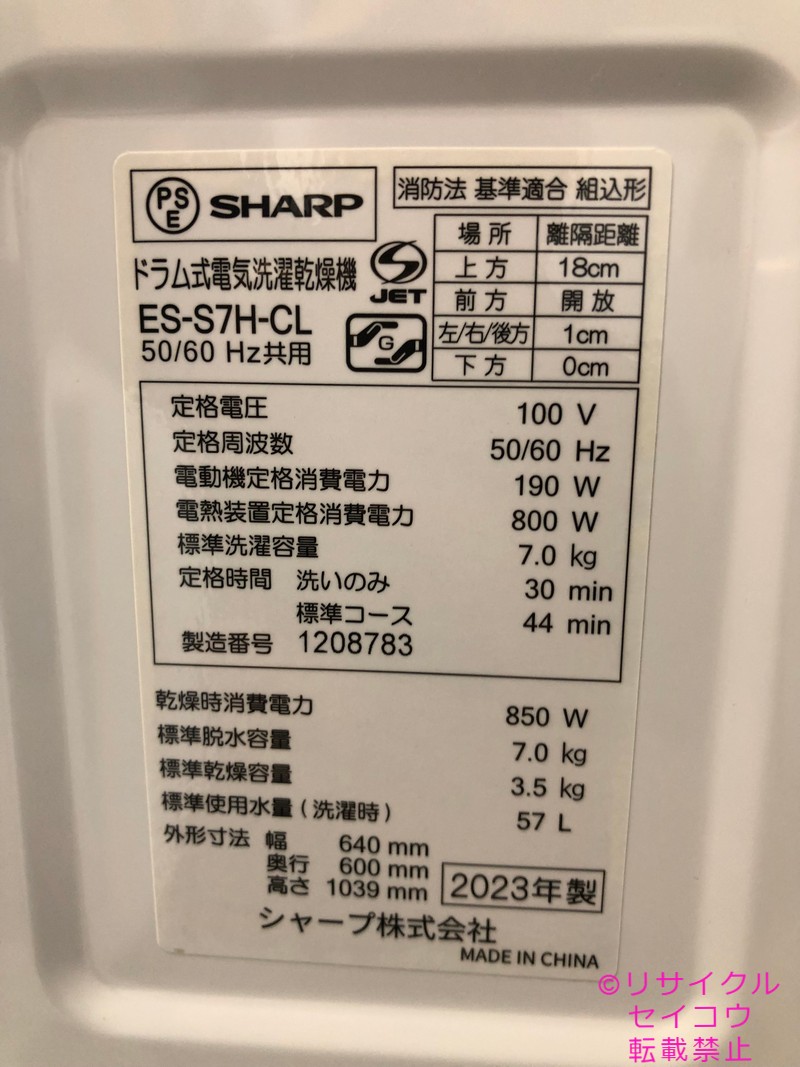 PSE SHARP
消防法 基準適合 組込形
ドラム式電気洗濯乾燥機
ES-S7H-CL
50/60 Hz共用
JET
G
場所 離隔距離
上方 18cm
前方 開放
左/右/後方 1cm
下方 0cm
定格電圧 100 V
定格周波数 50/60 Hz
電動機定格消費電力 190 W
電熱装置定格消費電力 800 W
標準洗濯容量 7.0 kg
定格時間 洗いのみ 30 min
標準コース 44 min
製造番号 1208783
乾燥時消費電力 850 W
標準脱水容量 7.0 kg
標準乾燥容量 3.5 kg
標準使用水量(洗濯時) 57 L
外形寸法 幅 640 mm
奥行 600 mm
高さ 1039 mm
2023年製
シャープ株式会社
MADE IN CHINA
©リサイクル
セイコウ
転載禁止